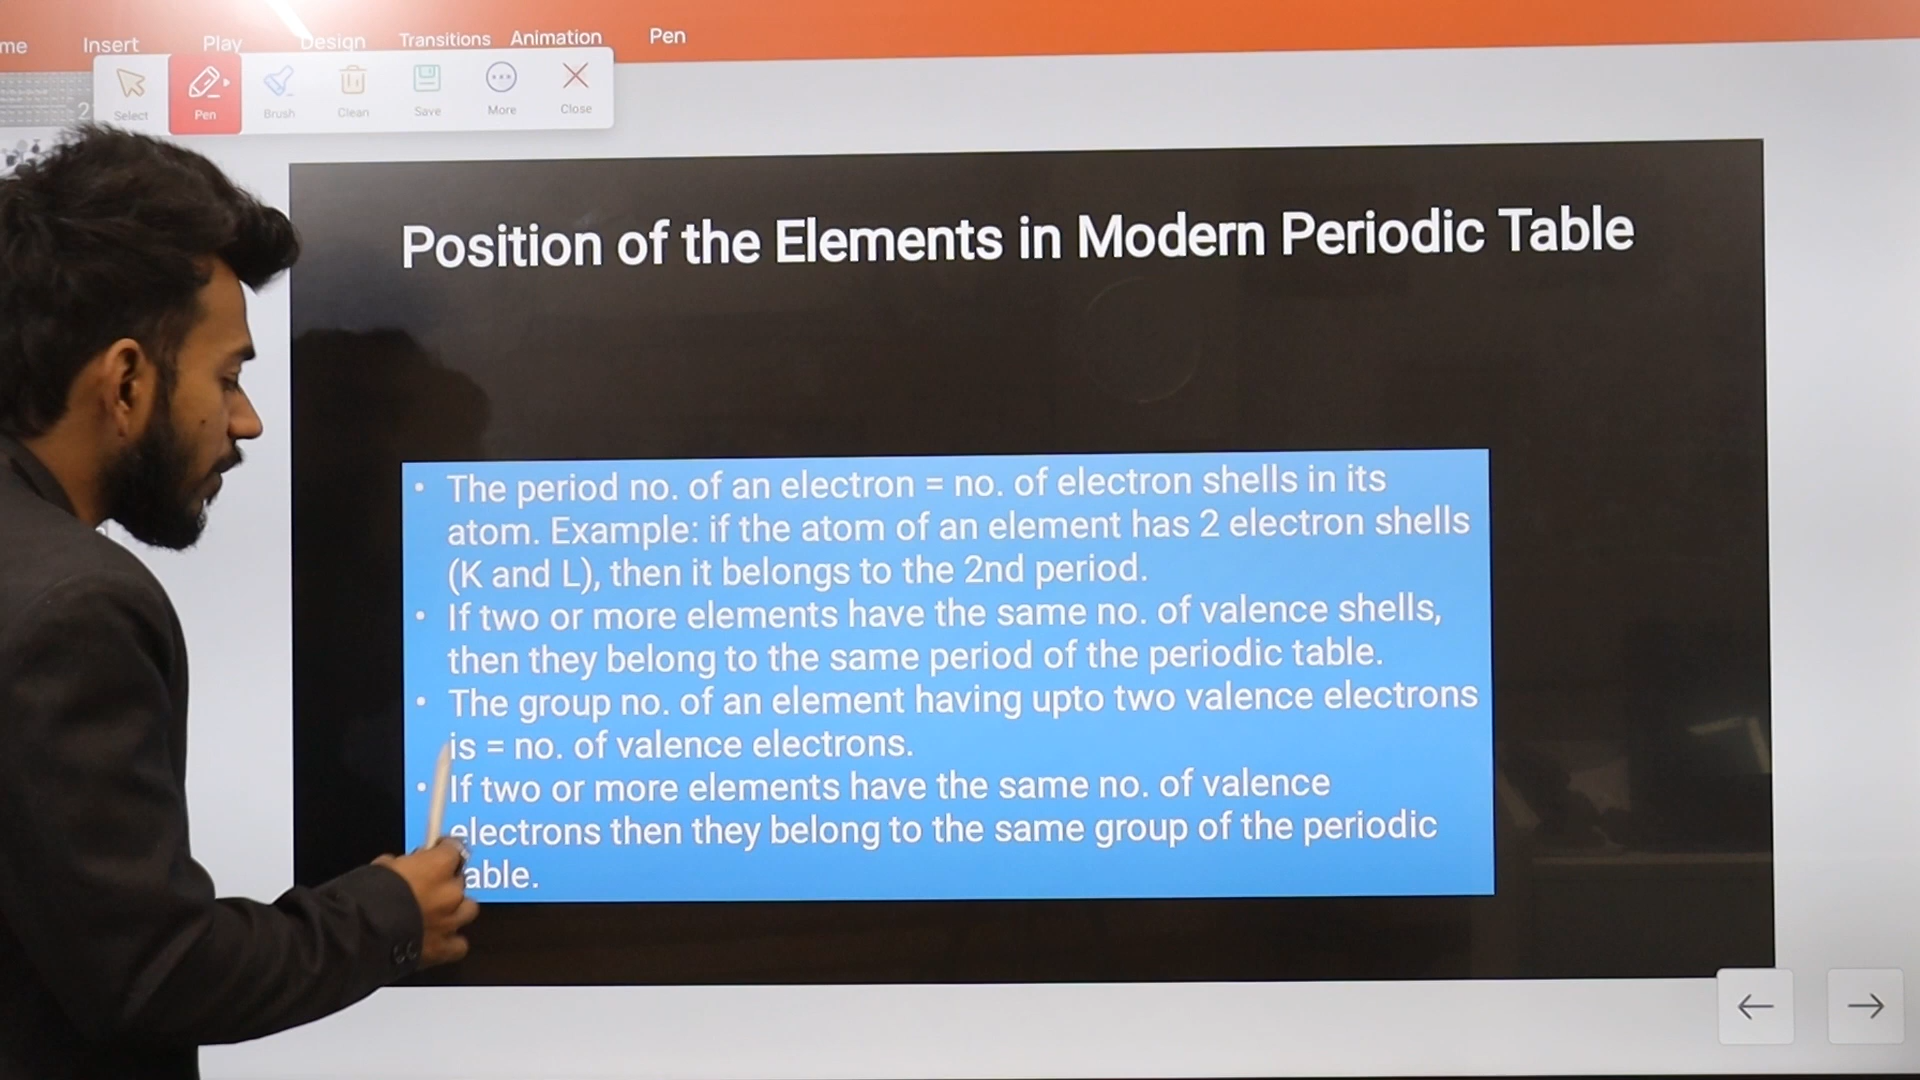 me Insert Play Design Transitions Animation Pen
Select Pen Brush Clean Save More Close
2
Position of the Elements in Modern Periodic Table
• The period no. of an electron = no. of electron shells in its
atom. Example: if the atom of an element has 2 electron shells
(K and L), then it belongs to the 2nd period.
• If two or more elements have the same no. of valence shells,
then they belong to the same period of the periodic table.
• The group no. of an element having upto two valence electrons
is = no. of valence electrons.
• If two or more elements have the same no. of valence
electrons then they belong to the same group of the periodic
able.